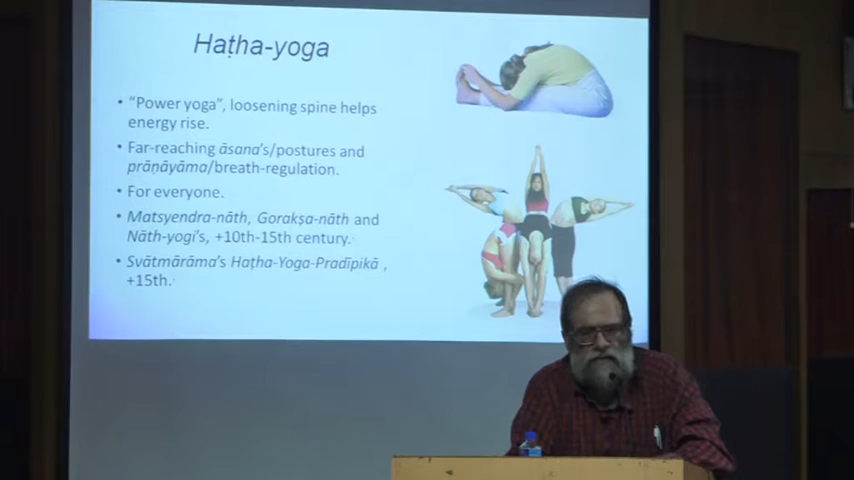 Haṭha-yoga
• "Power yoga", loosening spine helps
energy rise.
• Far-reaching āsana's/postures and
prāṇāyāma/breath-regulation.
• For everyone.
• Matsyendra-nāth, Gorakṣa-nāth and
Nāth-yogi's, +10th-15th century.
• Svātmārāma's Haṭha-Yoga-Pradīpikā ,
+15th.